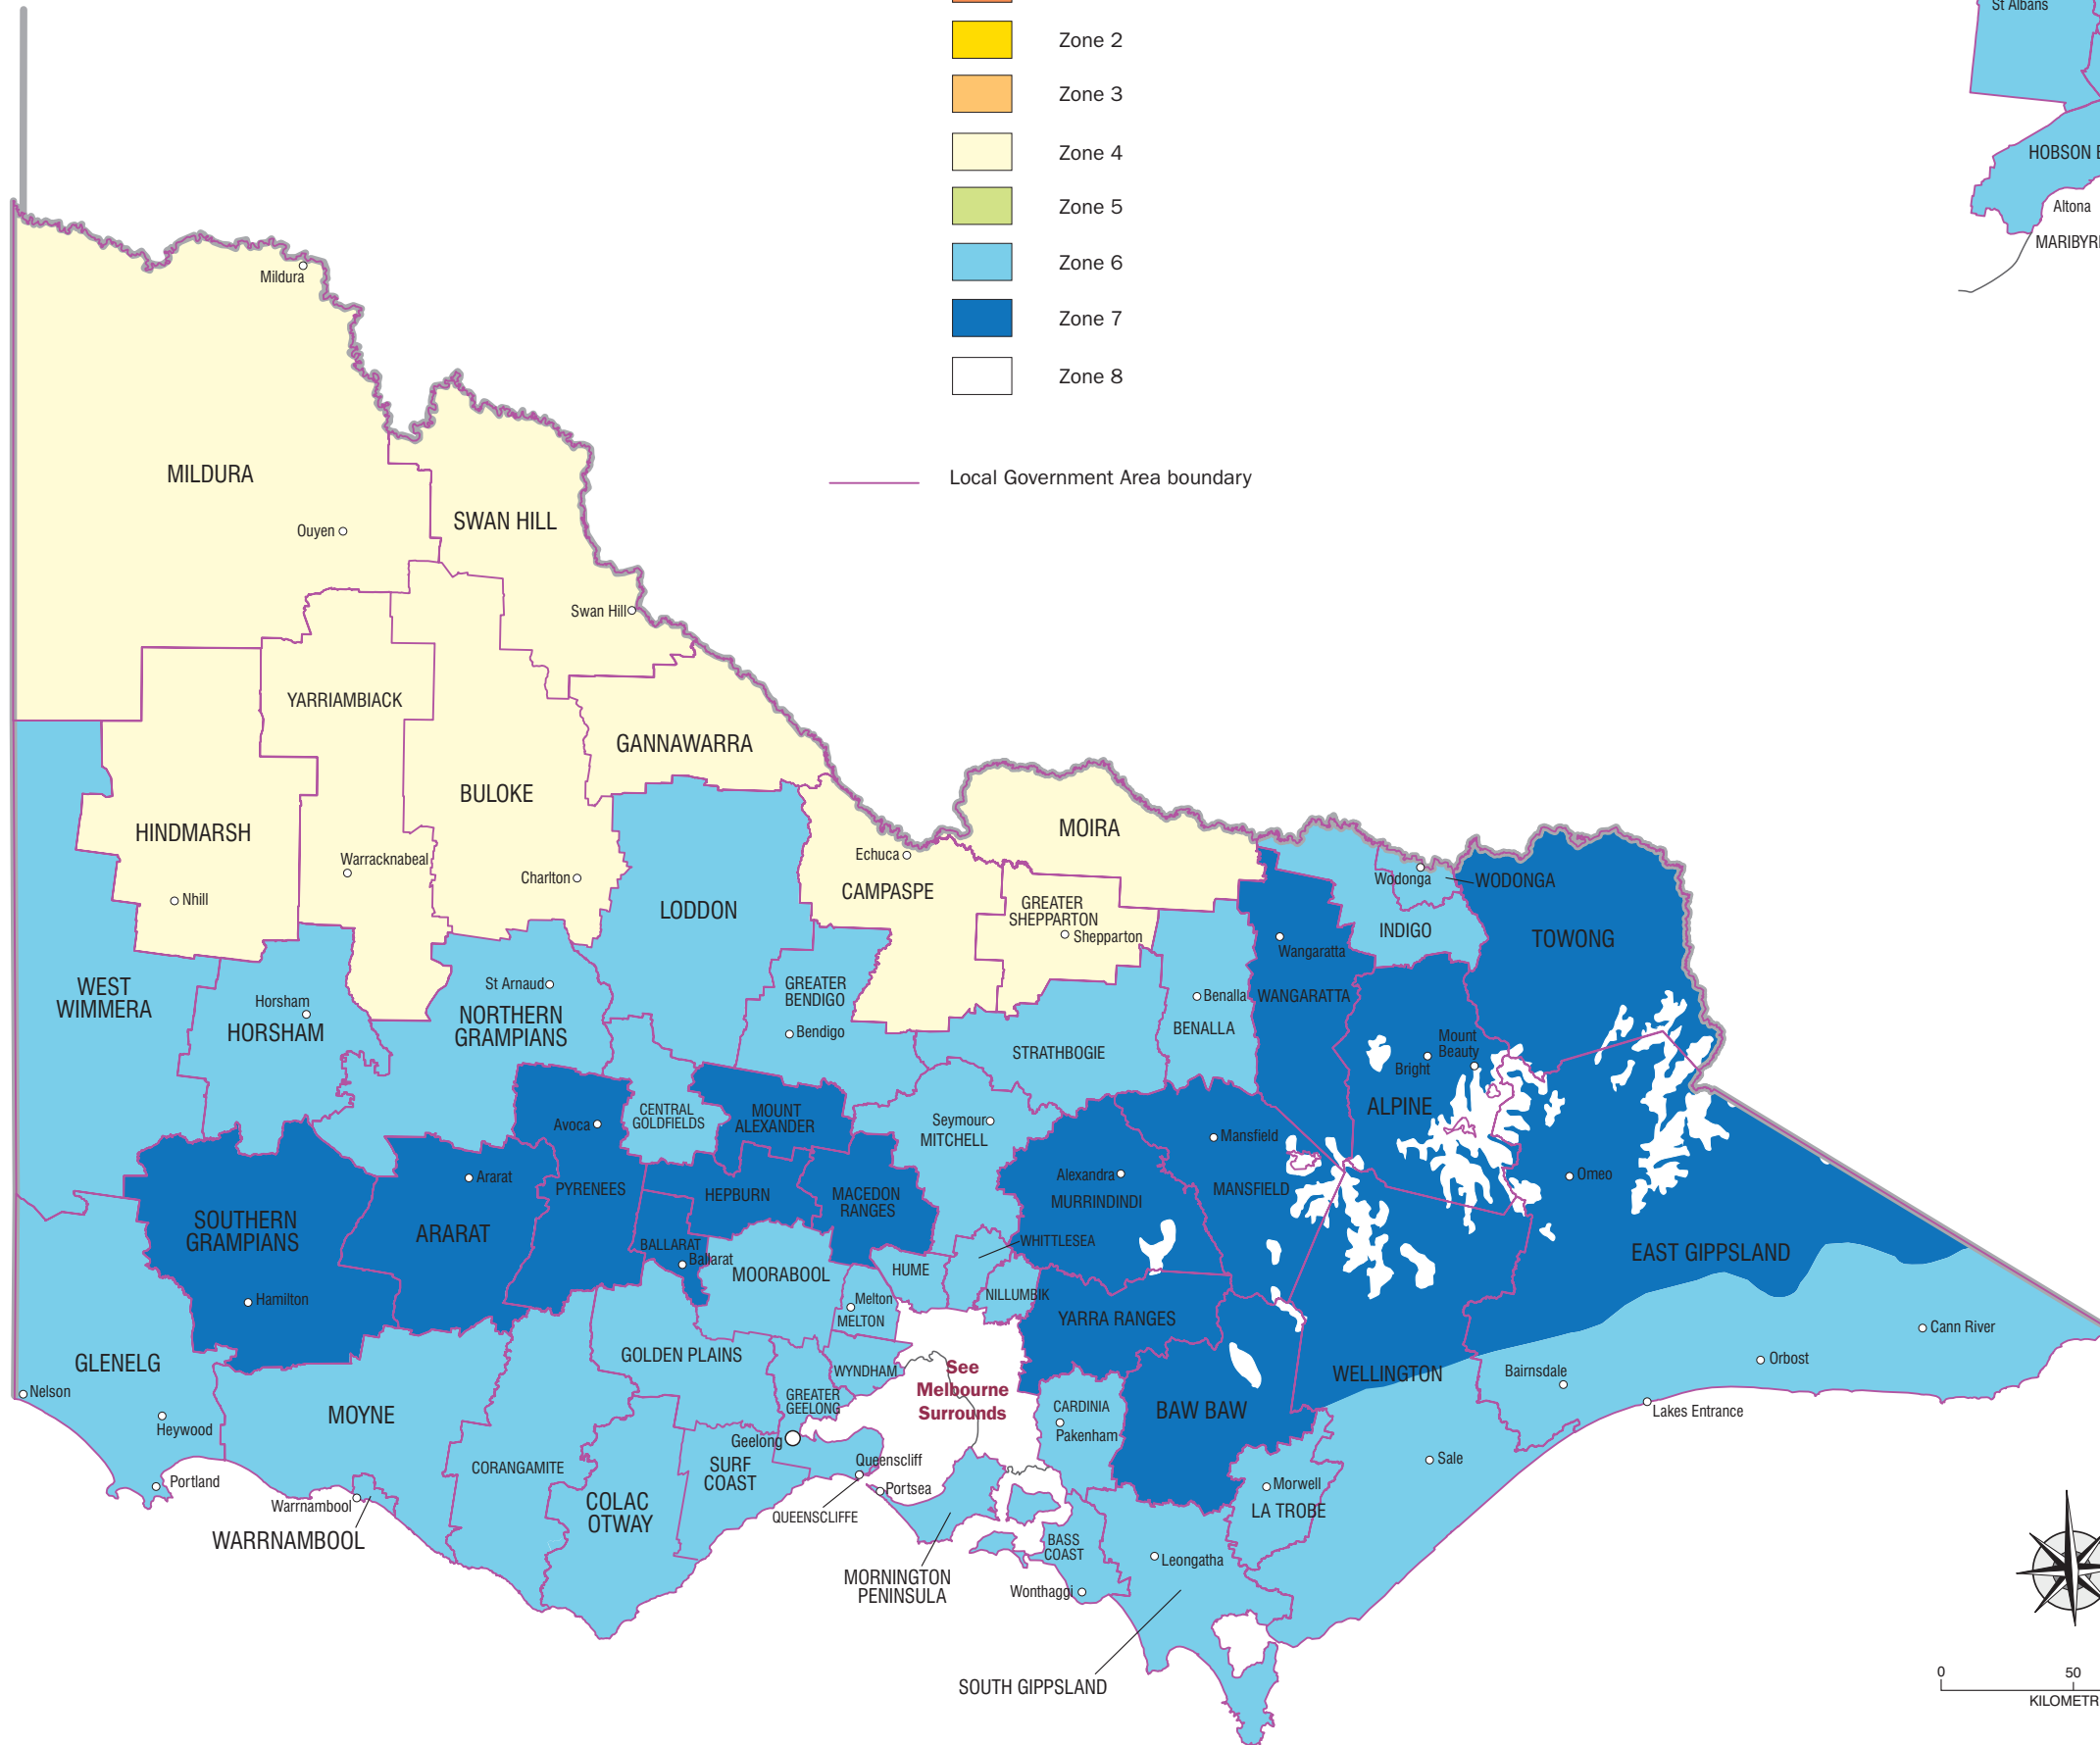 St Albans
Zone 2
Zone 3
Zone 4
Zone 5
Zone 6
Zone 7
Zone 8
HOBSON
Altona
Local Government Area boundary
Mildura
MILDURA
SWAN HILL
Ouyen
Swan Hill
YARRIAMBIACK
GANNAWARRA
BULOKE
HINDMARSH
MOIRA
Warracknabeal
Echuca
Charlton
CAMPASPE
Wodonga
WODONGA
Nhill
LODDON
GREATER
SHEPPARTON
Shepparton
INDIGO
TOWONG
Wangaratta
WEST
WIMMERA
Horsham
HORSHAM
St Arnaud
NORTHERN
GRAMPIANS
GREATER
BENDIGO
Bendigo
Benalla
WANGARATTA
BENALLA
STRATHBOGIE
Mount
Beauty
Bright
ALPINE
Avoca
CENTRAL
GOLDFIELDS
MOUNT
ALEXANDER
Seymour
MITCHELL
Mansfield
Ararat
PYRENEES
HEPBURN
MACEDON
RANGES
Alexandra
MURRINDINDI
MANSFIELD
Omeo
SOUTHERN
GRAMPIANS
ARARAT
BALLARAT
Ballarat
MOORABOOL
WHITTLESEA
HUME
NILLUMBIK
EAST GIPPSLAND
Hamilton
Melton
MELTON
YARRA RANGES
Cann River
GLENELG
GOLDEN PLAINS
WYNDHAM
See
Melbourne
Surrounds
WELLINGTON
Bairnsdale
Orbost
Nelson
GREATER
GEELONG
CARDINIA
Pakenham
BAW BAW
Lakes Entrance
Heywood
MOYNE
Geelong
Queenscliff
Sale
Portland
CORANGAMITE
SURF
COAST
Portsea
Morwell
LA TROBE
Warrnambool
WARRNAMBOOL
COLAC
OTWAY
QUEENSCLIFFE
BASS
COAST
Leongatha
MORNINGTON
PENINSULA
Wonthaggi
SOUTH GIPPSLAND
0 50